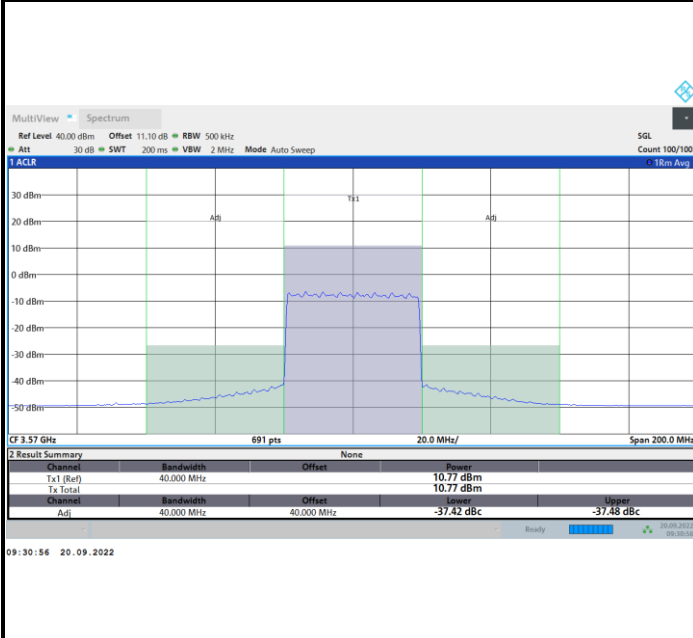 MultiView Spectrum
Ref Level 40.00 dBm Offset 11.10 dB RBW 500 kHz SGL
Att 30 dB SWT 200 ms VBW 2 MHz Mode Auto Sweep Count 100/100
1 ACLR 1Rm Avg
30 dBm
Tx1
20 dBm Adj Adj
10 dBm
0 dBm
-10 dBm
-20 dBm
-30 dBm
-40 dBm
-50 dBm
CF 3.57 GHz 691 pts 20.0 MHz/ Span 200.0 MHz
2 Result Summary None
Channel Bandwidth Offset Power
Tx1 (Ref) 40.000 MHz 10.77 dBm
Tx Total 10.77 dBm
Channel Bandwidth Offset Lower Upper
Adj 40.000 MHz 40.000 MHz -37.42 dBc -37.48 dBc
Ready 20.09.2022
09:30:56
09:30:56 20.09.2022